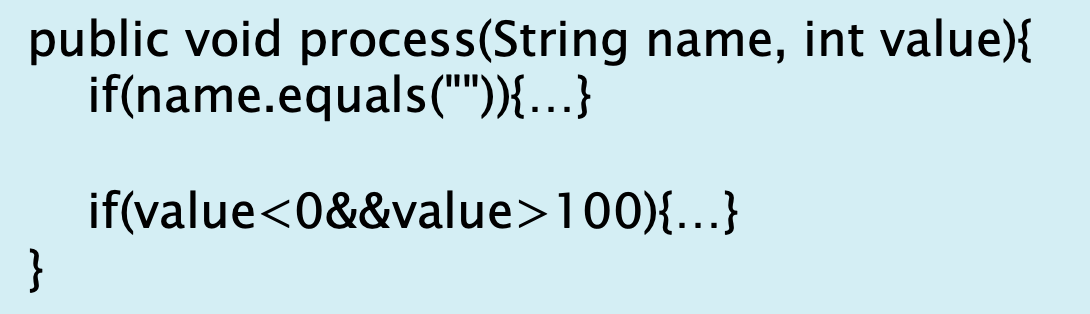 public void process(String name, int value){
if(name.equals("")){...}
if(value<0&&value>100){...}
}